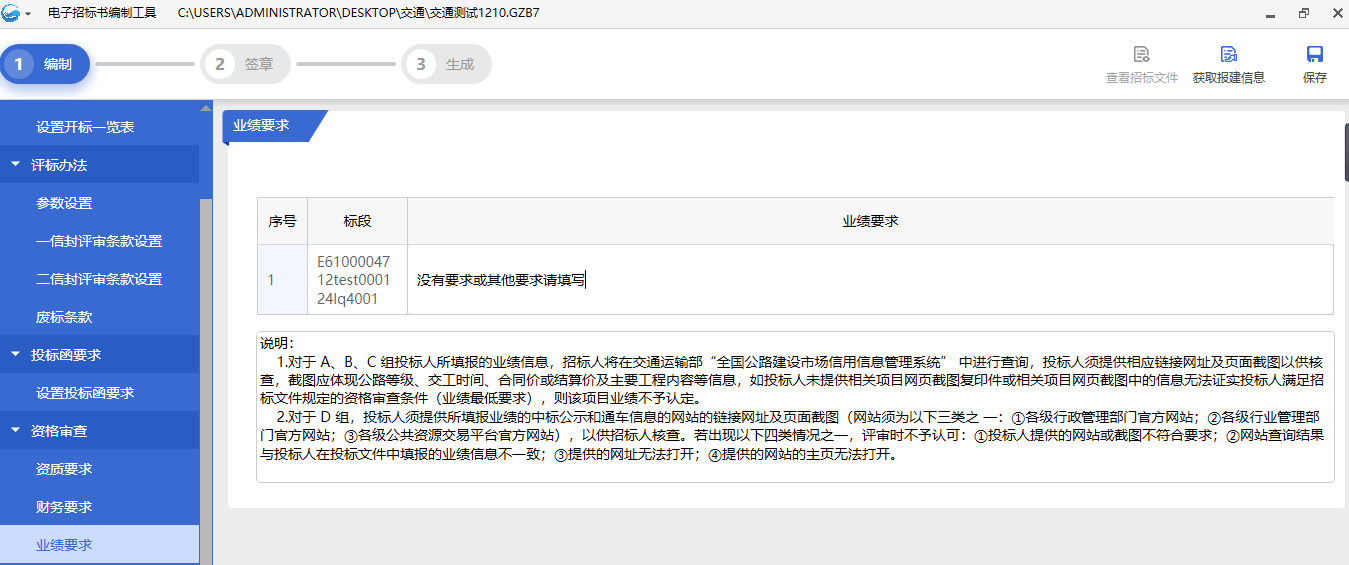 电子招标书编制工具 C:\USERS\ADMINISTRATOR\DESKTOP\交通\交通测试1210.GZB7
1 编制
2 签章
3 生成
查看招标文件 获取报建信息 保存
设置开标一览表
评标办法
参数设置
一信封评审条款设置
二信封评审条款设置
废标条款
投标函要求
设置投标函要求
资格审查
资质要求
财务要求
业绩要求
业绩要求
序号 标段 业绩要求
1
E61000047
12test0001
24lq4001
没有要求或其他要求请填写
说明：
1.对于 A、B、C 组投标人所填报的业绩信息，招标人将在交通运输部“全国公路建设市场信用信息管理系统” 中进行查询，投标人须提供相应链接网址及页面截图以供核
查，截图应体现公路等级、交工时间、合同价或结算价及主要工程内容等信息，如投标人未提供相关项目网页截图复印件或相关项目网页截图中的信息无法证实投标人满足招
标文件规定的资格审查条件（业绩最低要求），则该项目业绩不予认定。
2.对于 D 组，投标人须提供所填报业绩的中标公示和通车信息的网站的链接网址及页面截图（网站须为以下三类之 一：①各级行政管理部门官方网站；②各级行业管理部
门官方网站；③各级公共资源交易平台官方网站），以供招标人核查。若出现以下四类情况之一，评审时不予认可：①投标人提供的网站或截图不符合要求；②网站查询结果
与投标人在投标文件中填报的业绩信息不一致；③提供的网址无法打开；④提供的网站的主页无法打开。